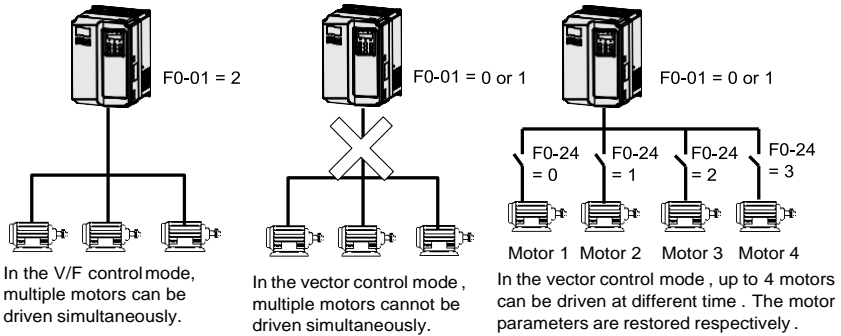 F0-01 = 2
In the V/F control mode,
multiple motors can be
driven simultaneously.
F0-01 = 0 or 1
In the vector control mode ,
multiple motors cannot be
driven simultaneously.
F0-01 = 0 or 1
F0-24
= 0
F0-24
= 1
F0-24
= 2
F0-24
= 3
Motor 1 Motor 2 Motor 3 Motor 4
In the vector control mode , up to 4 motors
can be driven at different time . The motor
parameters are restored respectively .